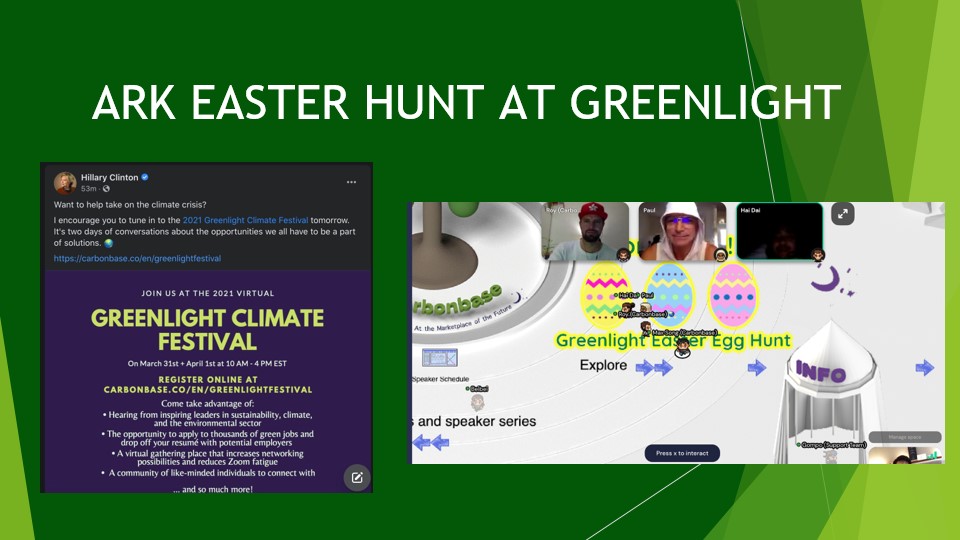 ARK EASTER HUNT AT GREENLIGHT
Hillary Clinton
53m ·
Want to help take on the climate crisis?
I encourage you to tune in to the 2021 Greenlight Climate Festival tomorrow.
It's two days of conversations about the opportunities we all have to be a part
of solutions.
https://carbonbase.co/en/greenlightfestival
JOIN US AT THE 2021 VIRTUAL
GREENLIGHT CLIMATE
FESTIVAL
On March 31st + April 1st at 10 AM - 4 PM EST
REGISTER ONLINE AT
CARBONBASE.CO/EN/GREENLIGHTFESTIVAL
Come take advantage of:
• Hearing from inspiring leaders in sustainability, climate,
and the environmental sector
• The opportunity to apply to thousands of green jobs and
drop off your resumé with potential employers
• A virtual gathering place that increases networking
possibilities and reduces Zoom fatigue
• A community of like-minded individuals to connect with
... and so much more!
Roy (Carbo
Paul
Hai Dai
rbonbase
At the Marketplace of the Future
Hai Dai
Paul
Roy (Carbonbase)
Max Song (Carbonbase)
Greenlight Easter Egg Hunt
Explore
Speaker Schedule
s and speaker series
INFO
(Support Team)
Manage space
Press x to interact